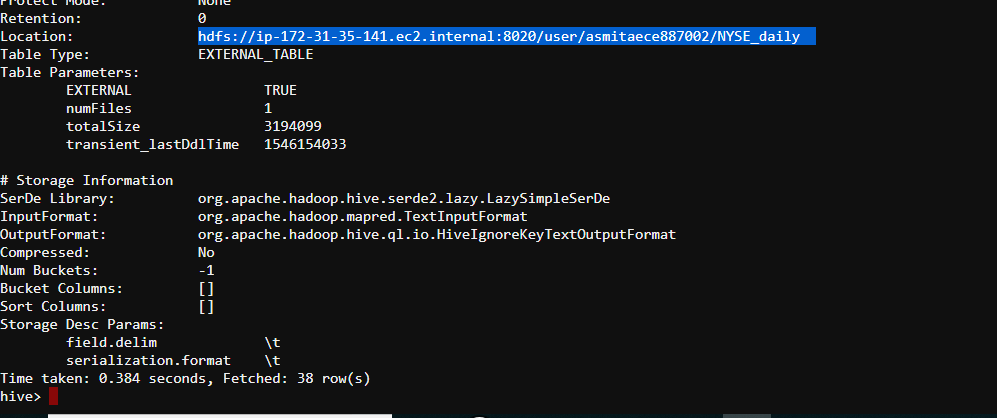 Protect Mode: None
Retention: 0
Location: hdfs://ip-172-31-35-141.ec2.internal:8020/user/asmitaece887002/NYSE_daily
Table Type: EXTERNAL_TABLE
Table Parameters:
EXTERNAL TRUE
numFiles 1
totalSize 3194099
transient_lastDdlTime 1546154033
# Storage Information
SerDe Library: org.apache.hadoop.hive.serde2.lazy.LazySimpleSerDe
InputFormat: org.apache.hadoop.mapred.TextInputFormat
OutputFormat: org.apache.hadoop.hive.ql.io.HiveIgnoreKeyTextOutputFormat
Compressed: No
Num Buckets: -1
Bucket Columns: []
Sort Columns: []
Storage Desc Params:
field.delim \t
serialization.format \t
Time taken: 0.384 seconds, Fetched: 38 row(s)
hive>